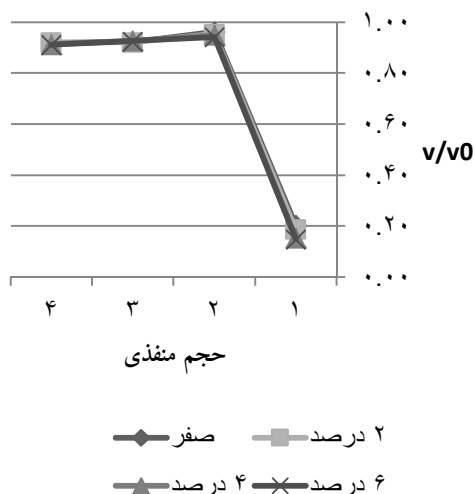 ۱.۰۰
۰.۸۰
۰.۶۰
۰.۴۰
۰.۲۰
۰.۰۰
v/v0
۱ ۲ ۳ ۴
حجم منفذی
صفر ۲ درصد
۴ درصد ۶ درصد